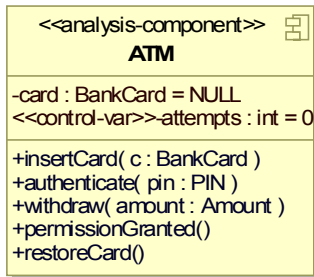 <<analysis-component>>
ATM
-card : BankCard = NULL
<<control-var>>-attempts : int = 0
+insertCard( c : BankCard )
+authenticate( pin : PIN )
+withdraw( amount : Amount )
+permissionGranted()
+restoreCard()